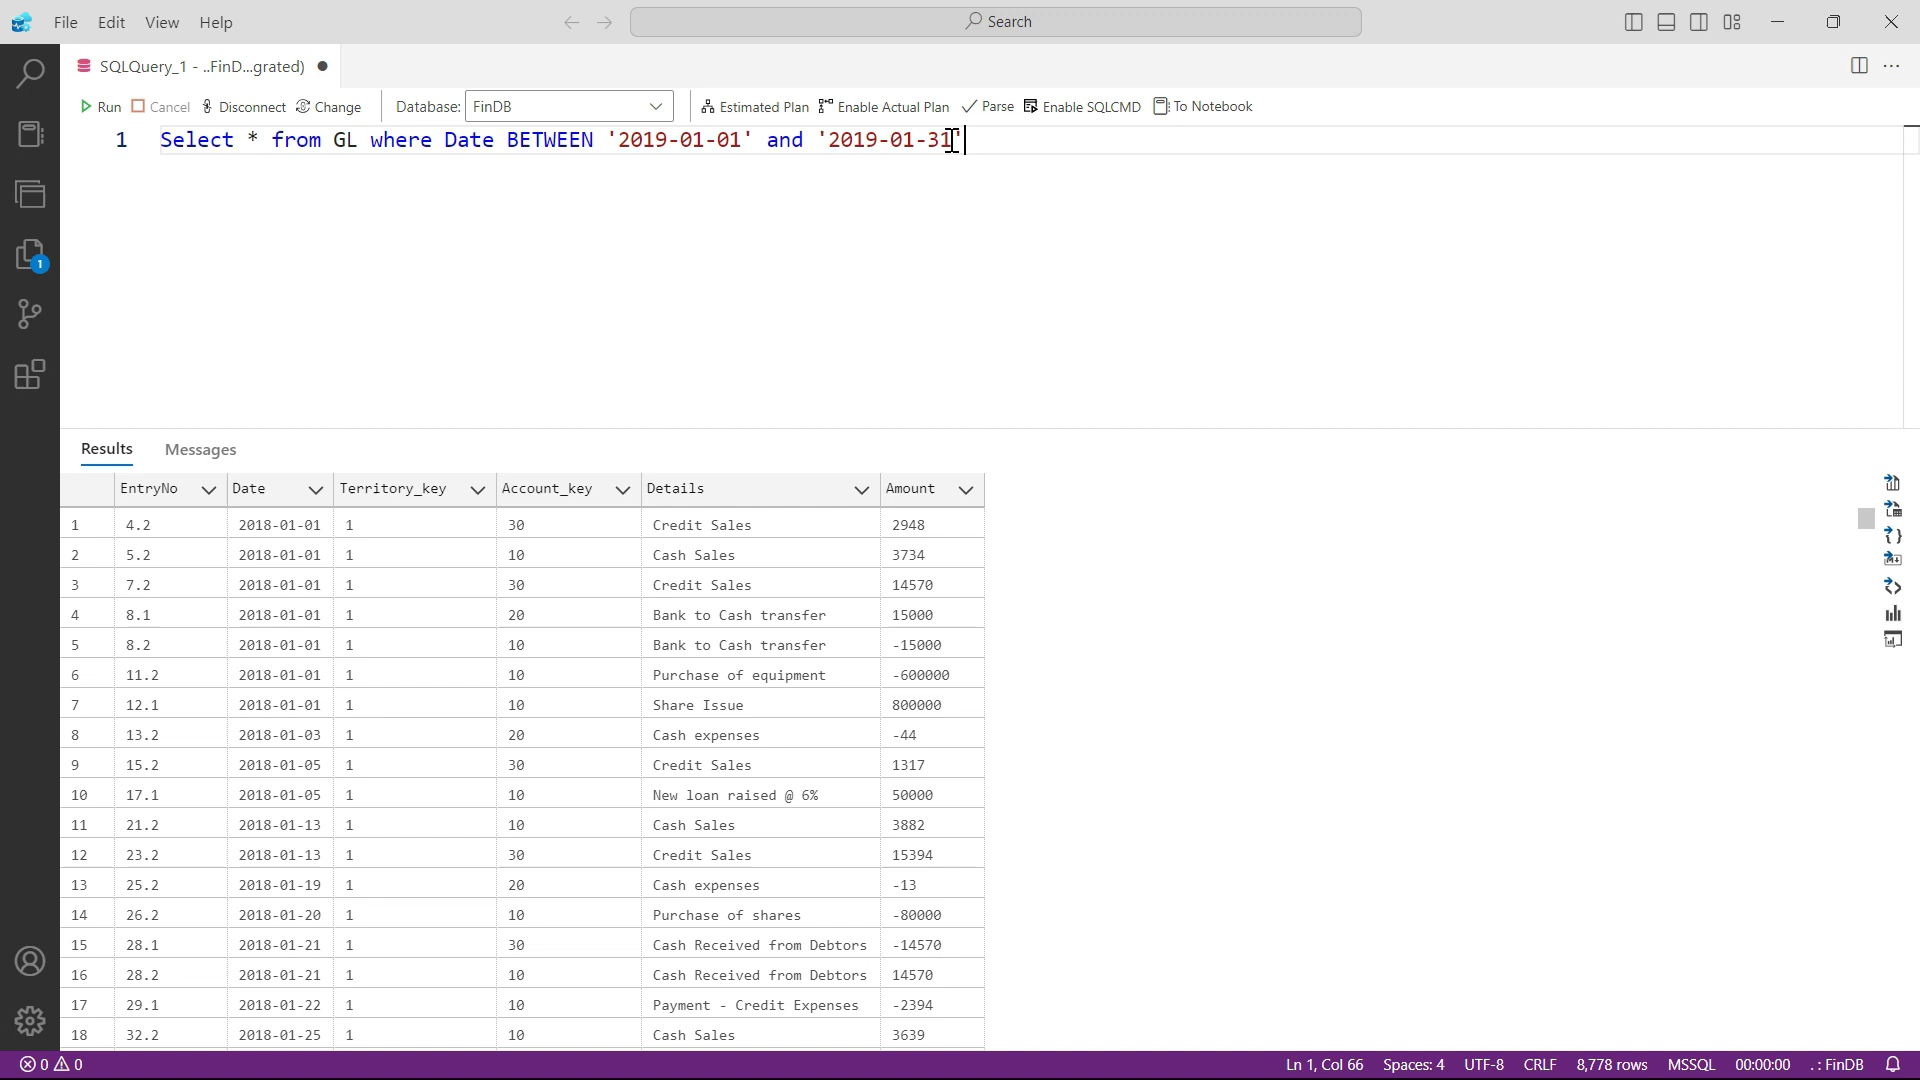 File Edit View Help
Search
SQLQuery_1 - ..FinD...grated)
Run Cancel Disconnect Change Database: FinDB Estimated Plan Enable Actual Plan Parse Enable SQLCMD To Notebook
1 Select * from GL where Date BETWEEN '2019-01-01' and '2019-01-31'
1
Results Messages
EntryNo Date Territory_key Account_key Details Amount
1 4.2 2018-01-01 1 30 Credit Sales 2948
2 5.2 2018-01-01 1 10 Cash Sales 3734
3 7.2 2018-01-01 1 30 Credit Sales 14570
4 8.1 2018-01-01 1 20 Bank to Cash transfer 15000
5 8.2 2018-01-01 1 10 Bank to Cash transfer -15000
6 11.2 2018-01-01 1 10 Purchase of equipment -600000
7 12.1 2018-01-01 1 10 Share Issue 800000
8 13.2 2018-01-03 1 20 Cash expenses -44
9 15.2 2018-01-05 1 30 Credit Sales 1317
10 17.1 2018-01-05 1 10 New loan raised @ 6% 50000
11 21.2 2018-01-13 1 10 Cash Sales 3882
12 23.2 2018-01-13 1 30 Credit Sales 15394
13 25.2 2018-01-19 1 20 Cash expenses -13
14 26.2 2018-01-20 1 10 Purchase of shares -80000
15 28.1 2018-01-21 1 30 Cash Received from Debtors -14570
16 28.2 2018-01-21 1 10 Cash Received from Debtors 14570
17 29.1 2018-01-22 1 10 Payment - Credit Expenses -2394
18 32.2 2018-01-25 1 10 Cash Sales 3639
0 0 Ln 1, Col 66 Spaces: 4 UTF-8 CRLF 8,778 rows MSSQL 00:00:00 . : FinDB